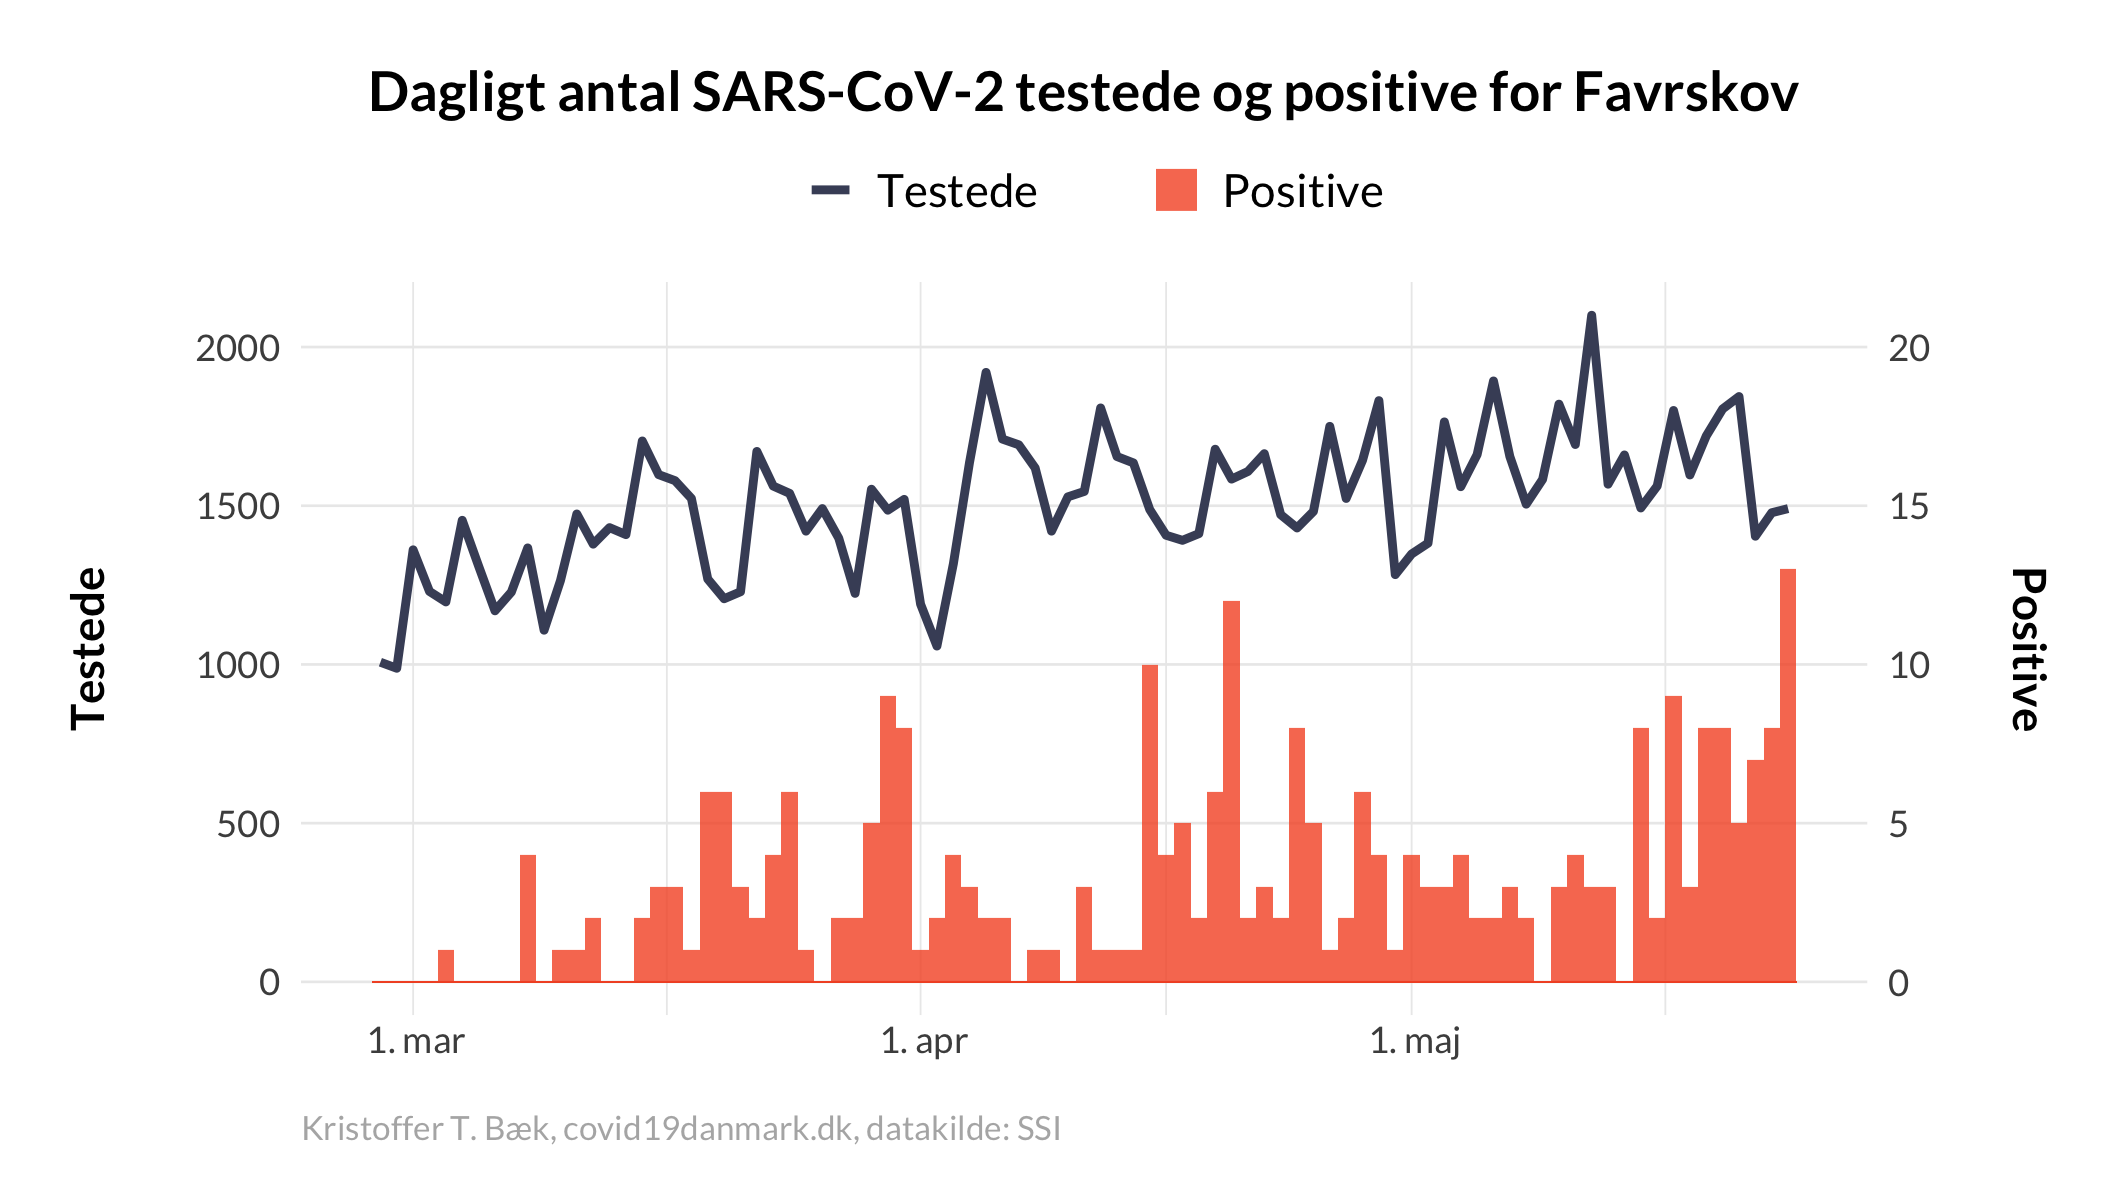 Dagligt antal SARS-CoV-2 testede og positive for Favrskov
Testede
Positive
2000
1500
1000
500
0
Testede
20
15
10
5
0
Positive
1. mar
1. apr
1. maj
Kristoffer T. Bæk, covid19danmark.dk, datakilde: SSI